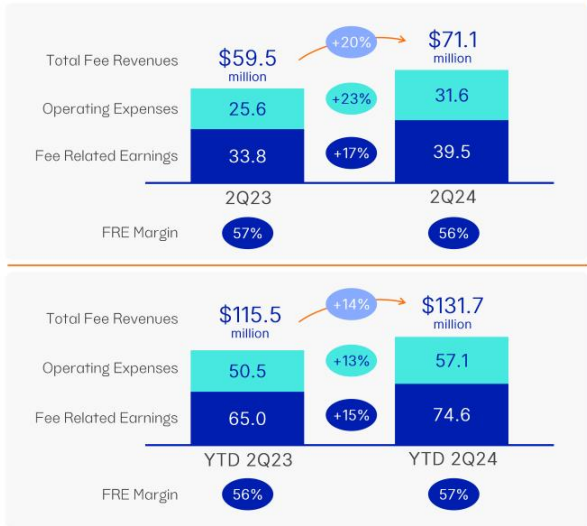 Total Fee Revenues $59.5 million +20% $71.1 million
Operating Expenses 25.6 +23% 31.6
Fee Related Earnings 33.8 +17% 39.5
2Q23 2Q24
FRE Margin 57% 56%
Total Fee Revenues $115.5 million +14% $131.7 million
Operating Expenses 50.5 +13% 57.1
Fee Related Earnings 65.0 +15% 74.6
YTD 2Q23 YTD 2Q24
FRE Margin 56% 57%